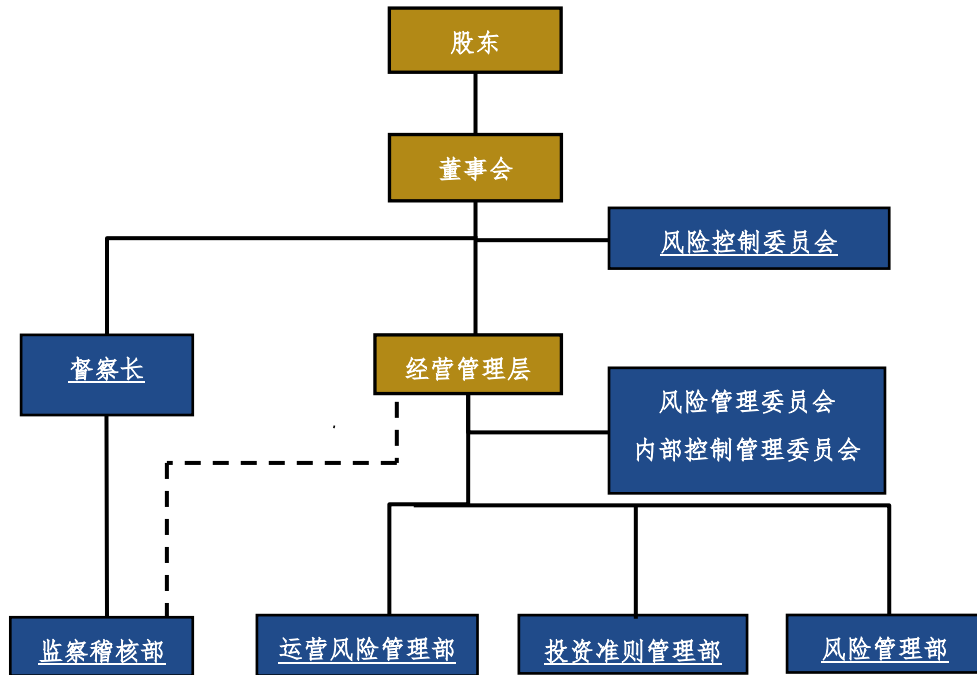 股东
董事会
风险控制委员会
督察长
经营管理层
风险管理委员会
内部控制管理委员会
监察稽核部
运营风险管理部
投资准则管理部
风险管理部